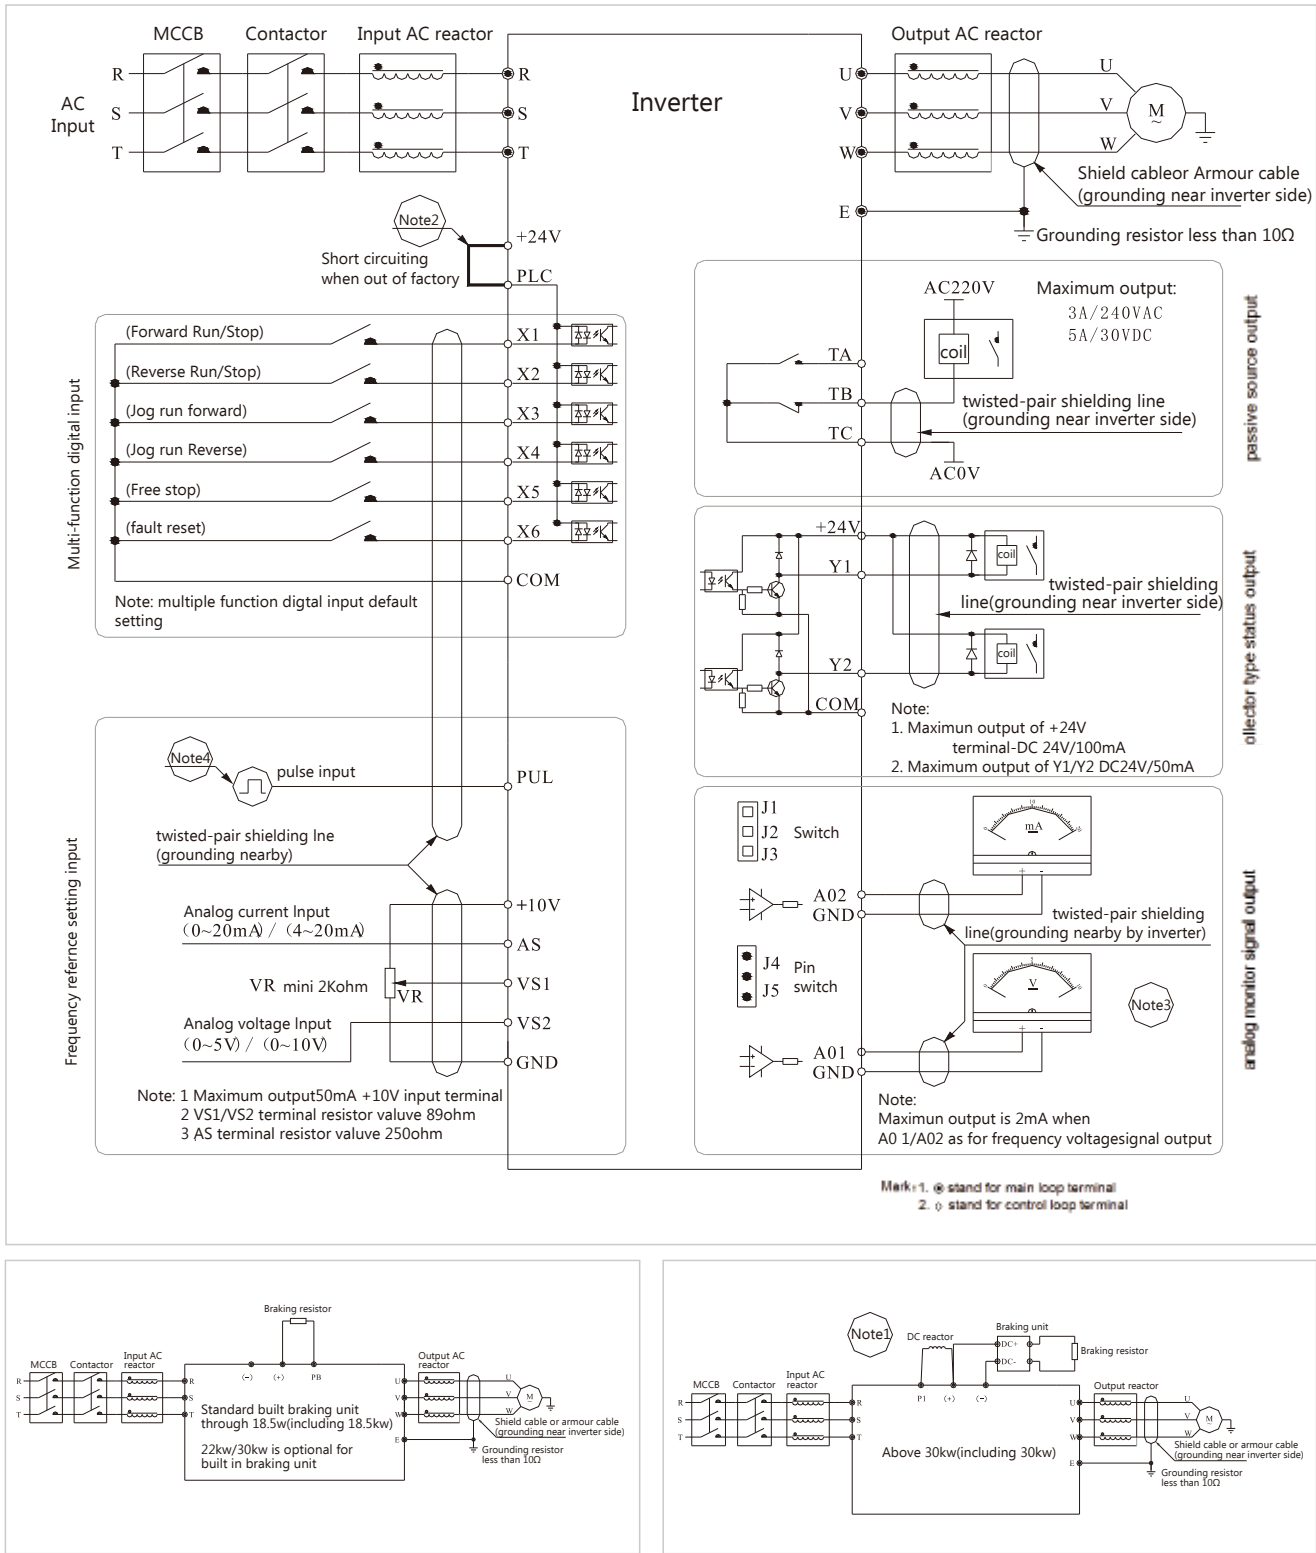 MCCB
Contactor
Input AC reactor
Output AC reactor
AC
Input
R
S
T
R
S
T
Inverter
U
V
W
U
V
W
M
~
Shield cableor Armour cable
(grounding near inverter side)
E
Grounding resistor less than 10Ω
Note2
+24V
Short circuiting
when out of factory
PLC
Multi-function digital input
(Forward Run/Stop)
X1
(Reverse Run/Stop)
X2
(Jog run forward)
X3
(Jog run Reverse)
X4
(Free stop)
X5
(fault reset)
X6
COM
Note: multiple function digtal input default
setting
AC220V
Maximum output:
3A/240VAC
5A/30VDC
coil
TA
TB
TC
twisted-pair shielding line
(grounding near inverter side)
AC0V
passive source output
+24V
Y1
coil
twisted-pair shielding
line(grounding near inverter side)
Y2
coil
COM
Note:
1. Maximun output of +24V
terminal-DC 24V/100mA
2. Maximum output of Y1/Y2 DC24V/50mA
ollector type status output
Frequency refernce setting input
Note4
pulse input
PUL
twisted-pair shielding lne
(grounding nearby)
+10V
Analog current Input
(0~20mA) / (4~20mA)
AS
VR mini 2Kohm
VR
VS1
Analog voltage Input
(0~5V) / (0~10V)
VS2
GND
Note: 1 Maximum output50mA +10V input terminal
2 VS1/VS2 terminal resistor valuve 89ohm
3 AS terminal resistor valuve 250ohm
J1
J2
J3
Switch
mA
+ -
A02
GND
twisted-pair shielding
line(grounding nearby by inverter)
J4
J5
Pin
switch
V
+ -
Note3
A01
GND
Note:
Maximun output is 2mA when
A0 1/A02 as for frequency voltagesignal output
analog monitor signal output
Mark: 1. ◉ stand for main loop terminal
2. ○ stand for control loop terminal
Braking resistor
MCCB
Contactor
Input AC
reactor
(-)
(+)
PB
Output AC
reactor
R
S
T
R
S
T
Standard built braking unit
through 18.5w(including 18.5kw)
22kw/30kw is optional for
built in braking unit
U
V
W
E
U
V
W
M
~
Shield cable or armour cable
(grounding near inverter side)
Grounding resistor
less than 10Ω
Note1
DC reactor
Braking unit
DC+
DC-
Braking resistor
MCCB
Contactor
Input AC
reactor
P1
(+)
(-)
Output reactor
R
S
T
R
S
T
Above 30kw(including 30kw)
U
V
W
E
U
V
W
M
~
Shield cable or armour cable
(grounding near inverter side)
Grounding resistor
less than 10Ω